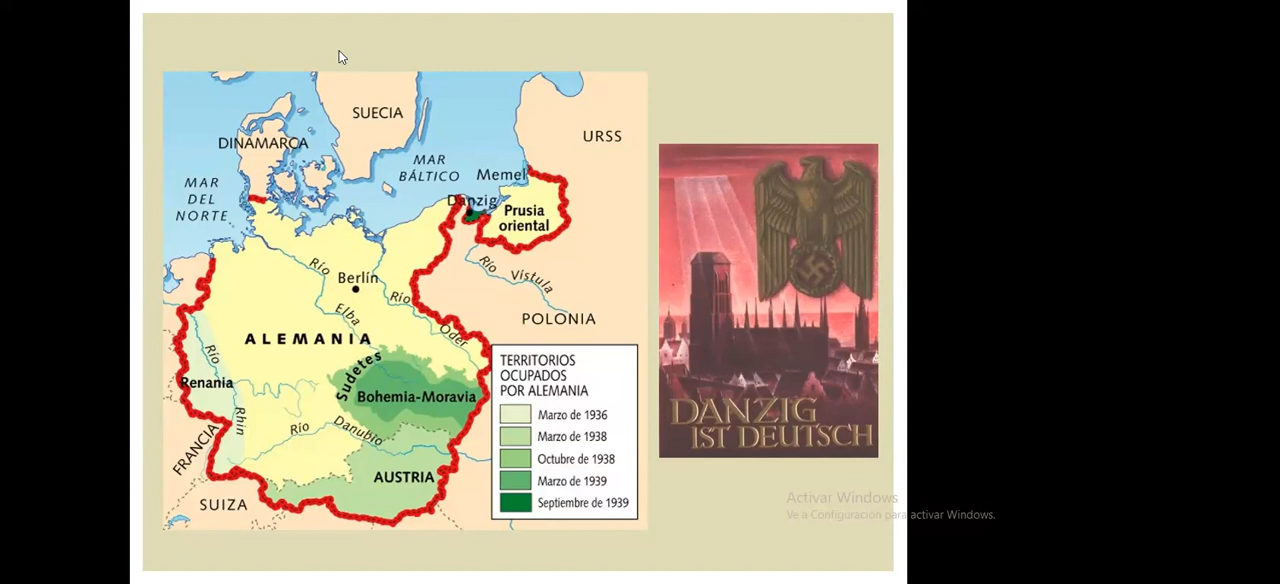 SUECIA
DINAMARCA
URSS
MAR
BÁLTICO
Memel
MAR
DEL
NORTE
Danzig
Prusia
oriental
Río
Berlín
Río
Vistula
Río
Elba
Oder
POLONIA
ALEMANIA
Río
Sudetes
Renania
Bohemia-Moravia
Rhin
Río
Danubio
FRANCIA
AUSTRIA
SUIZA
TERRITORIOS
OCUPADOS
POR ALEMANIA
Marzo de 1936
Marzo de 1938
Octubre de 1938
Marzo de 1939
Septiembre de 1939
DANZIG
IST DEUTSCH
Activar Windows
Ve a Configuración para activar Windows.